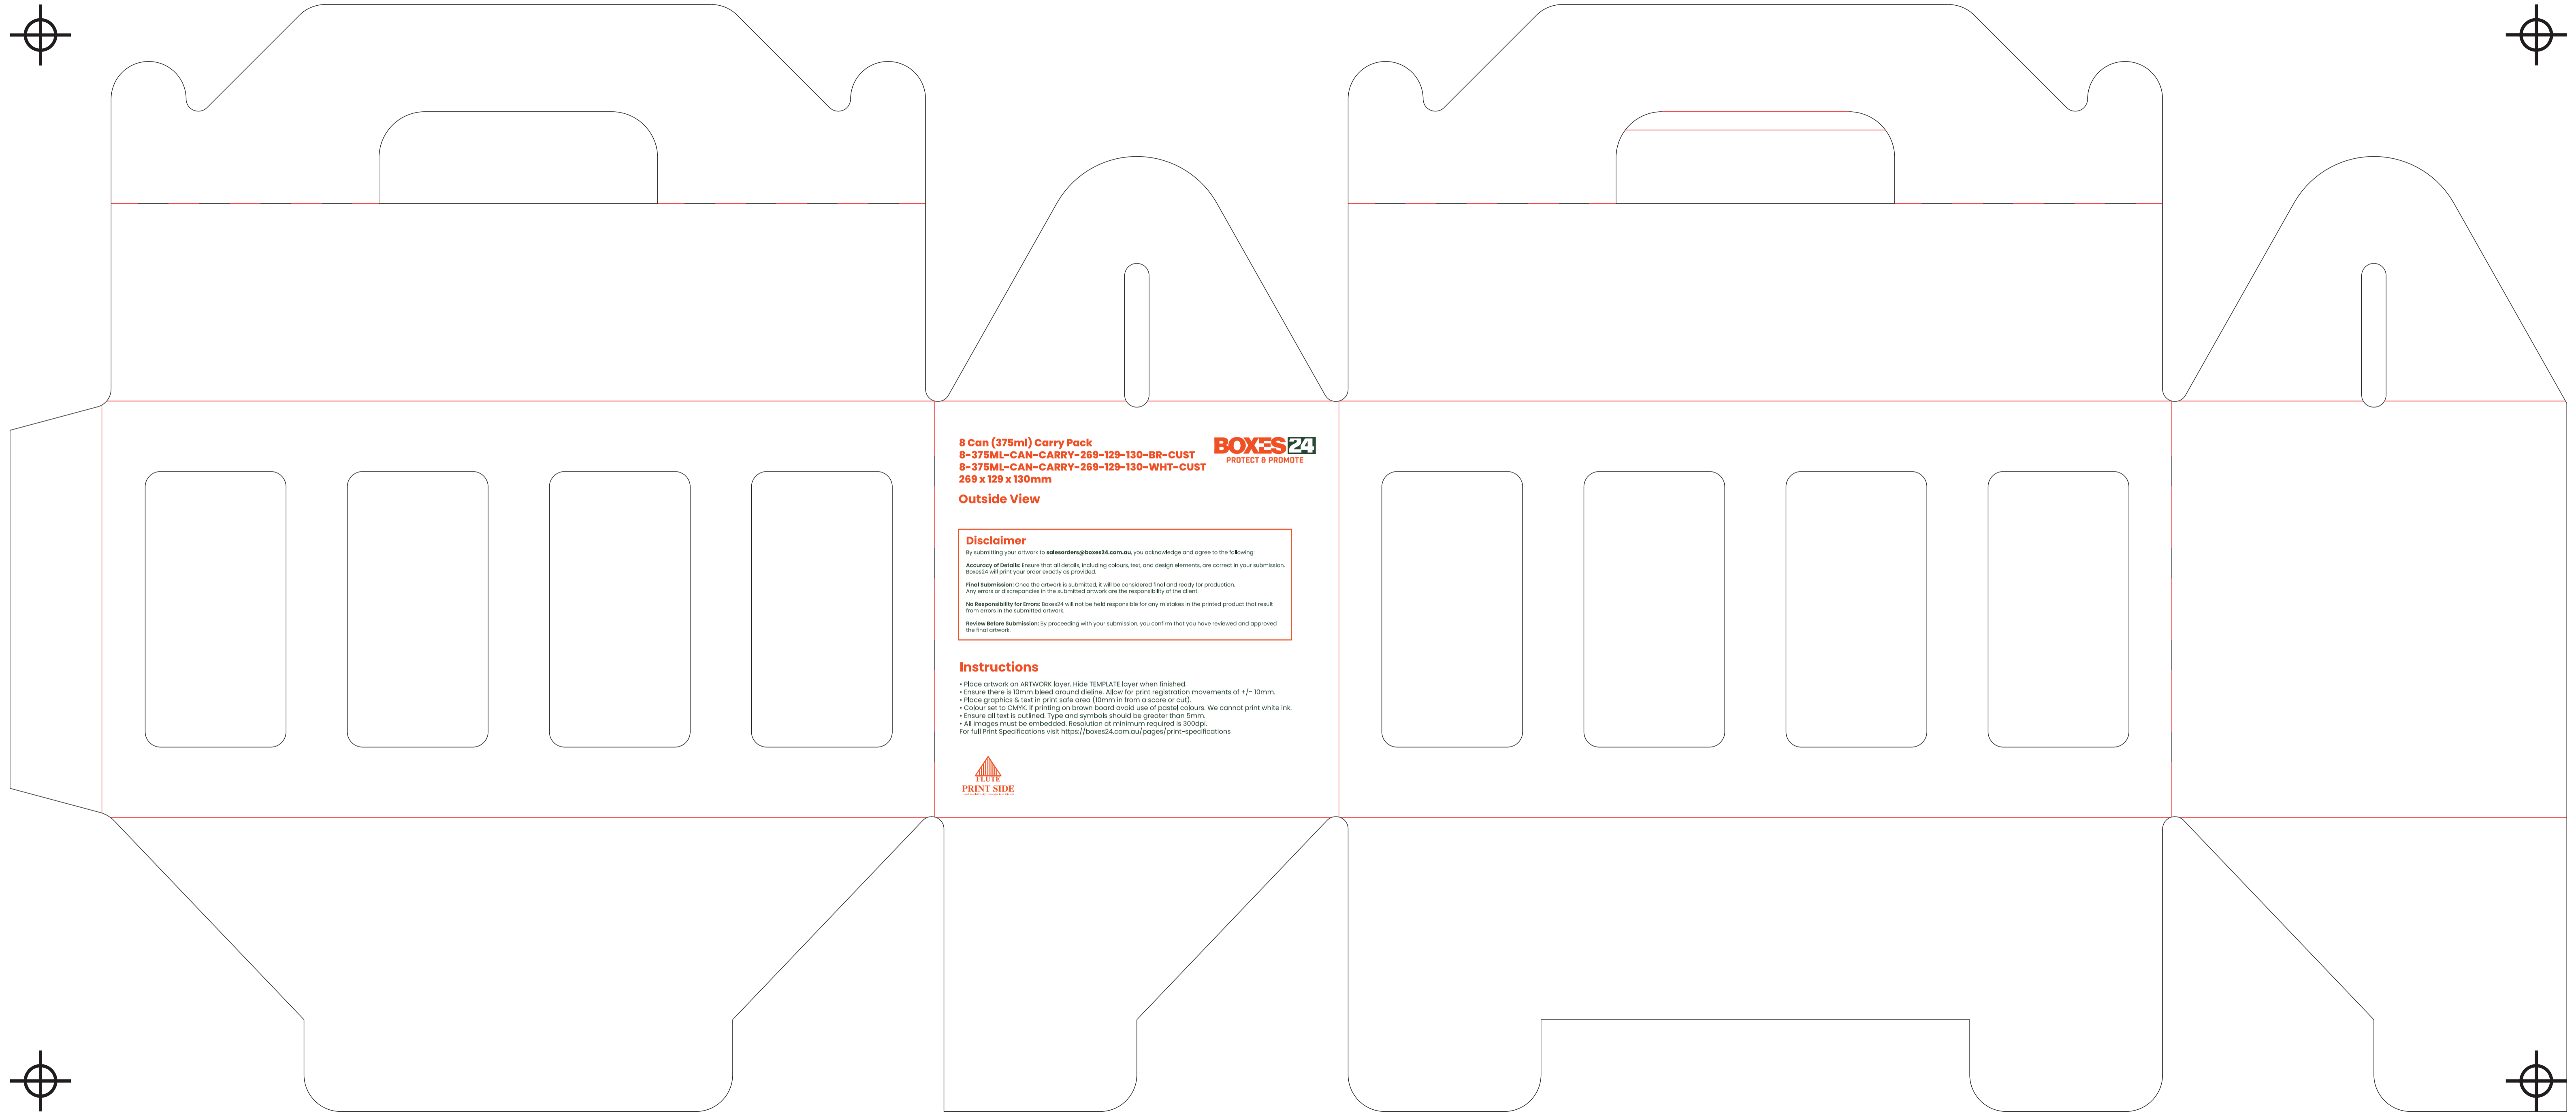 8 Can (375ml) Carry Pack
8-375ML-CAN-CARRY-269-129-130-BR-CUST
8-375ML-CAN-CARRY-269-129-130-WHT-CUST
269 x 129 x 130mm
BOXES24
PROTECT & PROMOTE
Outside View
Disclaimer
By submitting your artwork to salesorders@boxes24.com.au, you acknowledge and agree to the following:
Accuracy of Details: Ensure that all details, including colours, text, and design elements, are correct in your submission.
Boxes24 will print your order exactly as provided.
Final Submission: Once the artwork is submitted, it will be considered final and ready for production.
Any errors or discrepancies in the submitted artwork are the responsibility of the client.
No Responsibility for Errors: Boxes24 will not be held responsible for any mistakes in the printed product that result
from errors in the submitted artwork.
Review Before Submission: By proceeding with your submission, you confirm that you have reviewed and approved
the final artwork.
Instructions
• Place artwork on ARTWORK layer. Hide TEMPLATE layer when finished.
• Ensure there is 10mm bleed around dieline. Allow for print registration movements of +/- 10mm.
• Place graphics & text in print safe area (10mm in from a score or cut).
• Colour set to CMYK. If printing on brown board avoid use of pastel colours. We cannot print white ink.
• Ensure all text is outlined. Type and symbols should be greater than 5mm.
• All images must be embedded. Resolution at minimum required is 300dpi.
For full Print Specifications visit https://boxes24.com.au/pages/print-specifications
FLUTE
PRINT SIDE